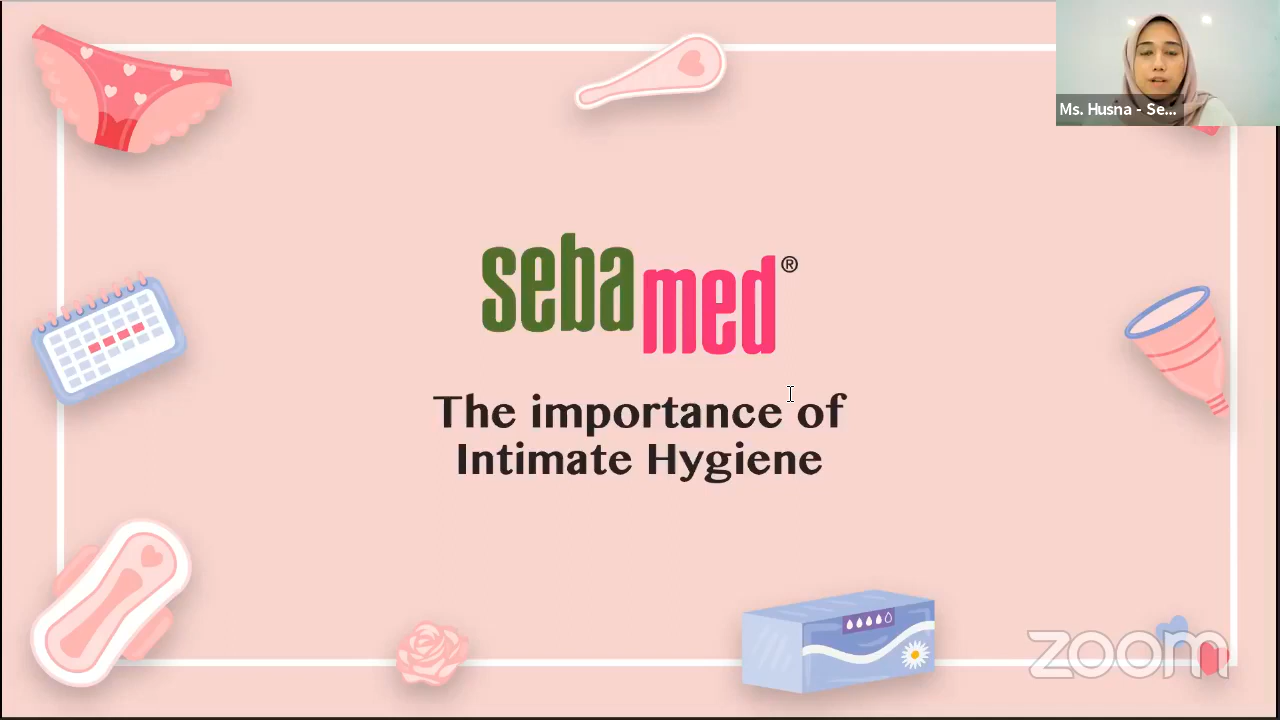 Ms. Husna - Se...
sebamed®
The importance of
Intimate Hygiene
zoom